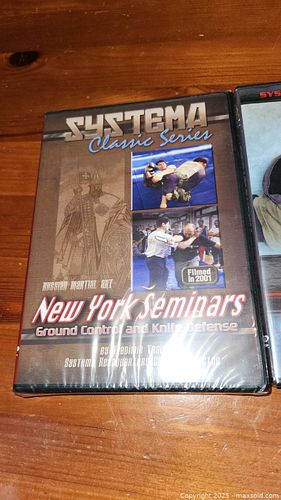 SYSTEMA
Classic Series
Filmed
in 2001
RUSSIAN MARTIAL ART
New York Seminars
Ground Control and Knife Defense
SYS
Copyright 2025 - maxsold.com